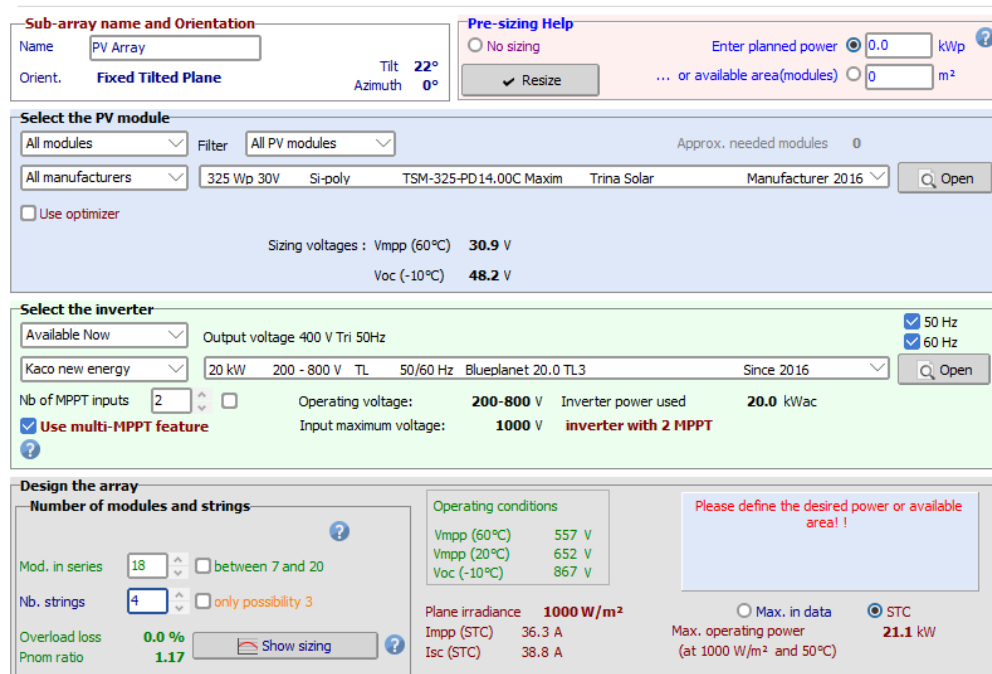 Sub-array name and Orientation
Name PV Array
Orient. Fixed Tilted Plane
Tilt 22°
Azimuth 0°
Pre-sizing Help
No sizing
Enter planned power 0.0 kWp
Resize
... or available area(modules) 0 m²
Select the PV module
All modules Filter All PV modules Approx. needed modules 0
All manufacturers 325 Wp 30V Si-poly TSM-325-PD14.00C Maxim Trina Solar Manufacturer 2016 Open
Use optimizer
Sizing voltages : Vmpp (60°C) 30.9 V
Voc (-10°C) 48.2 V
Select the inverter
Available Now Output voltage 400 V Tri 50Hz
50 Hz
60 Hz
Kaco new energy 20 kW 200 - 800 V TL 50/60 Hz Blueplanet 20.0 TL3 Since 2016 Open
Nb of MPPT inputs 2 Operating voltage: 200-800 V Inverter power used 20.0 kWac
Use multi-MPPT feature Input maximum voltage: 1000 V inverter with 2 MPPT
?
Design the array
Number of modules and strings
?
Mod. in series 18 between 7 and 20
Nb. strings 4 only possibility 3
Overload loss 0.0 %
Pnom ratio 1.17
Show sizing ?
Operating conditions
Vmpp (60°C) 557 V
Vmpp (20°C) 652 V
Voc (-10°C) 867 V
Plane irradiance 1000 W/m²
Impp (STC) 36.3 A
Isc (STC) 38.8 A
Please define the desired power or available
area! !
Max. in data STC
Max. operating power 21.1 kW
(at 1000 W/m² and 50°C)